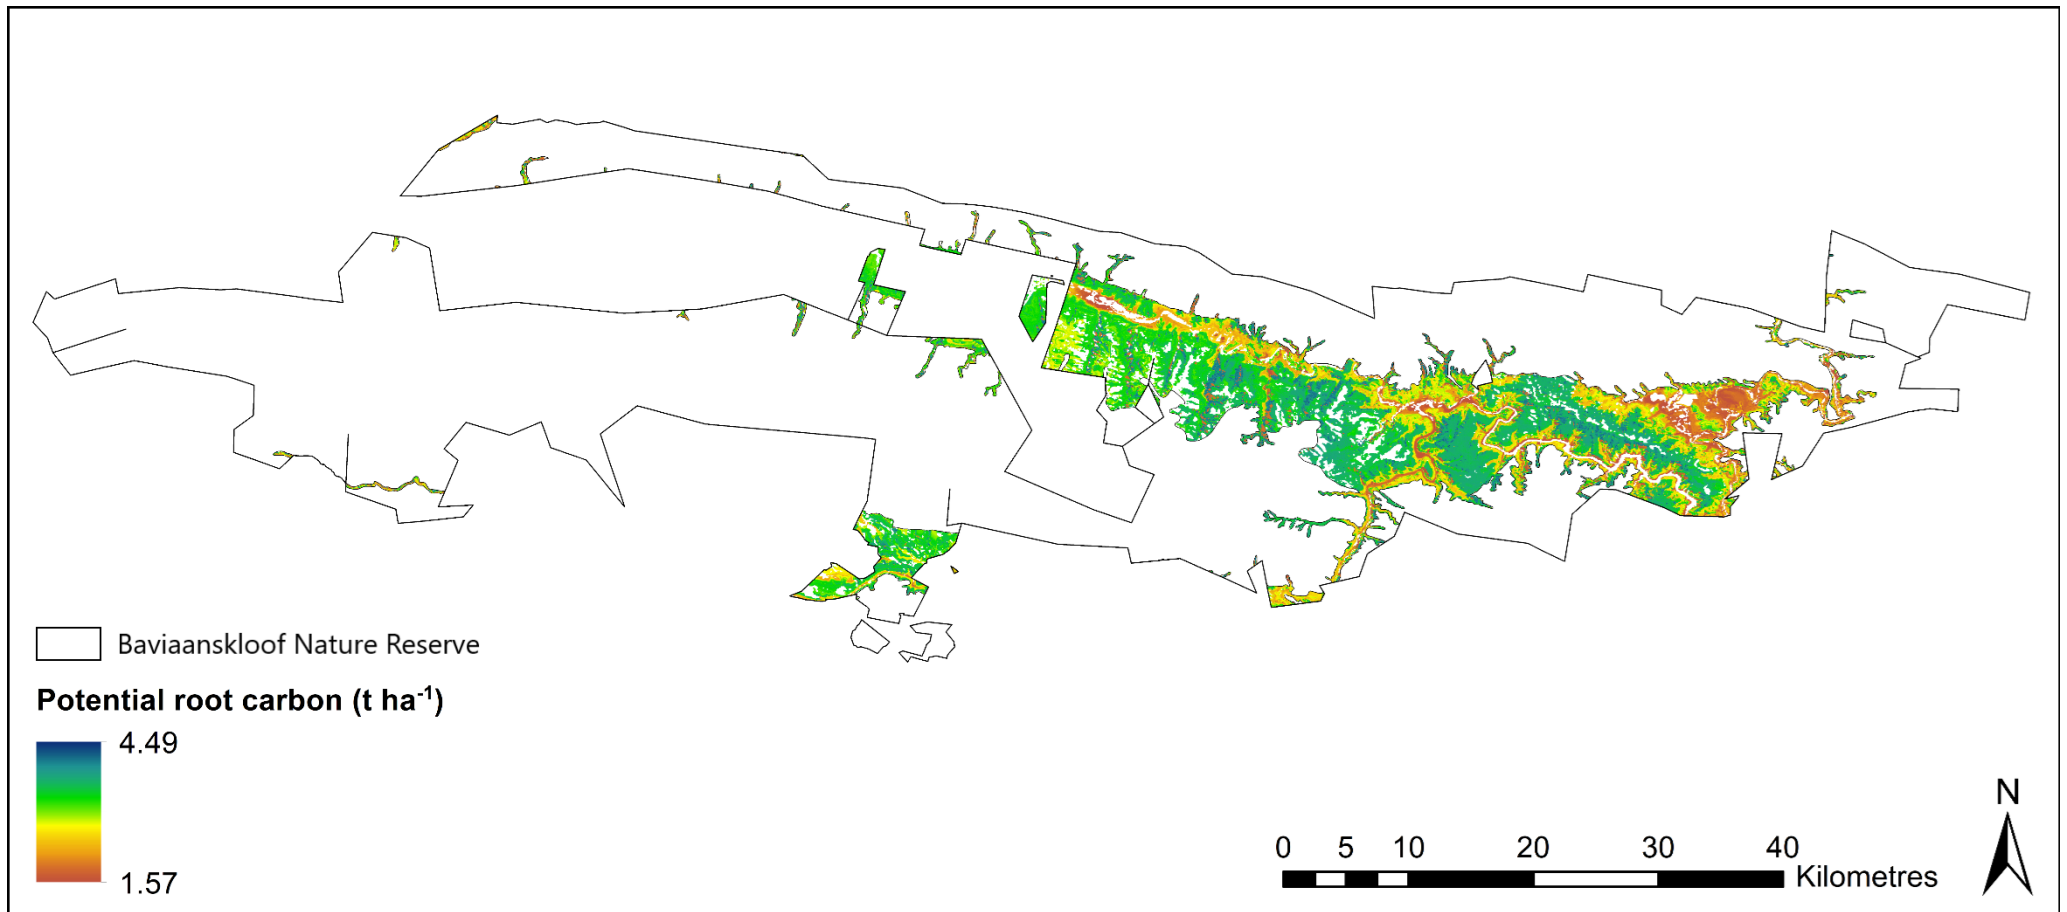 Baviaanskloof Nature Reserve
Potential root carbon (t ha⁻¹)
4.49
1.57
N
0 5 10 20 30 40
Kilometres